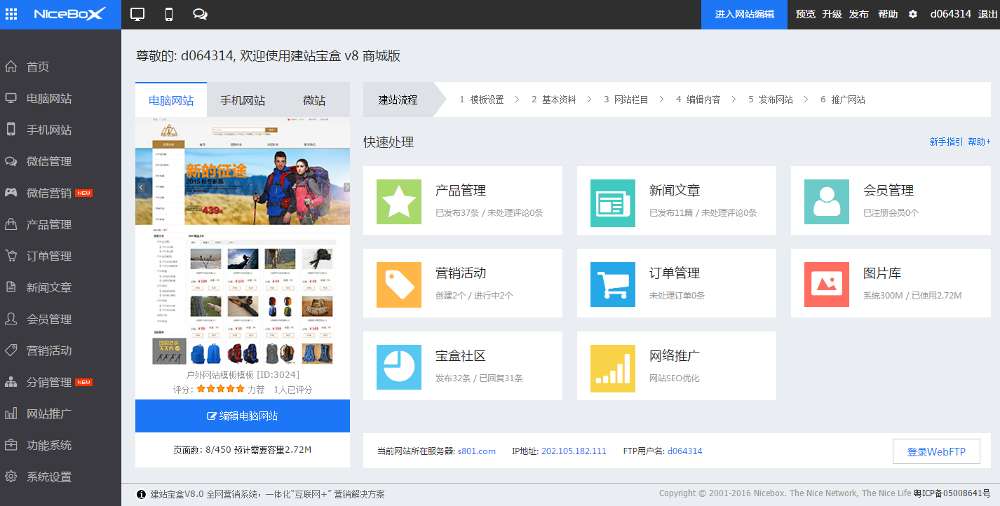 NiceBox
进入网站编辑 预览 升级 发布 帮助 d064314 退出
首页
电脑网站
手机网站
微信管理
微信营销 NEW
产品管理
订单管理
新闻文章
会员管理
营销活动
分销管理 NEW
网站推广
功能系统
系统设置
尊敬的: d064314, 欢迎使用建站宝盒 v8 商城版
电脑网站 手机网站 微站
新的征途
2015 秋冬新品
439
户外网站模板模板 [ID:3024]
评分: 力荐 1人已评分
编辑电脑网站
页面数: 8/450 预计需要容量2.72M
建站流程 1 模板设置 2 基本资料 3 网站栏目 4 编辑内容 5 发布网站 6 推广网站
快速处理 新手指引 帮助+
产品管理
已发布37条 / 未处理评论0条
新闻文章
已发布11篇 / 未处理评论0条
会员管理
已注册会员0个
营销活动
创建2个 / 进行中2个
订单管理
未处理订单0条
图片库
系统300M / 已使用2.72M
宝盒社区
发布32条 / 已回复31条
网络推广
网站SEO优化
当前网站所在服务器: s801.com IP地址: 202.105.182.111 FTP用户名: d064314 登录WebFTP
建站宝盒V8.0 全网营销系统，一体化“互联网+” 营销解决方案
Copyright © 2001-2016 Nicebox. The Nice Network, The Nice Life 粤ICP备05008641号